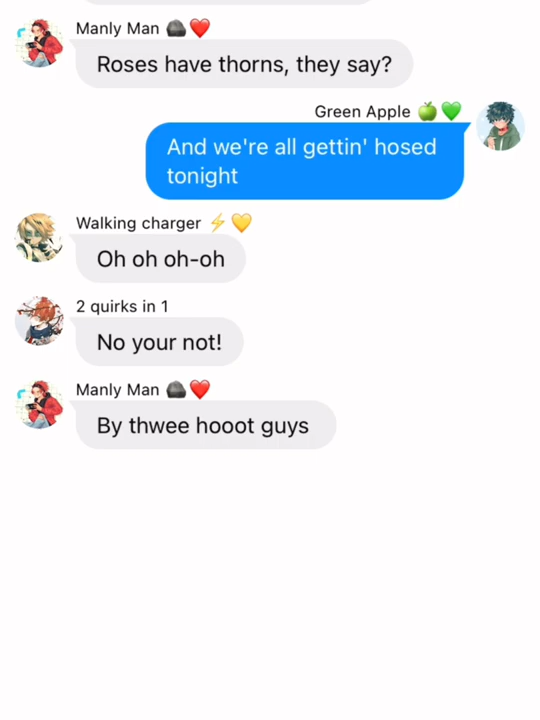 Manly Man 🪨❤️
Roses have thorns, they say?
Green Apple 🍏💚
And we're all gettin' hosed
tonight
Walking charger ⚡💛
Oh oh oh-oh
2 quirks in 1
No your not!
Manly Man 🪨❤️
By thwee hooot guys